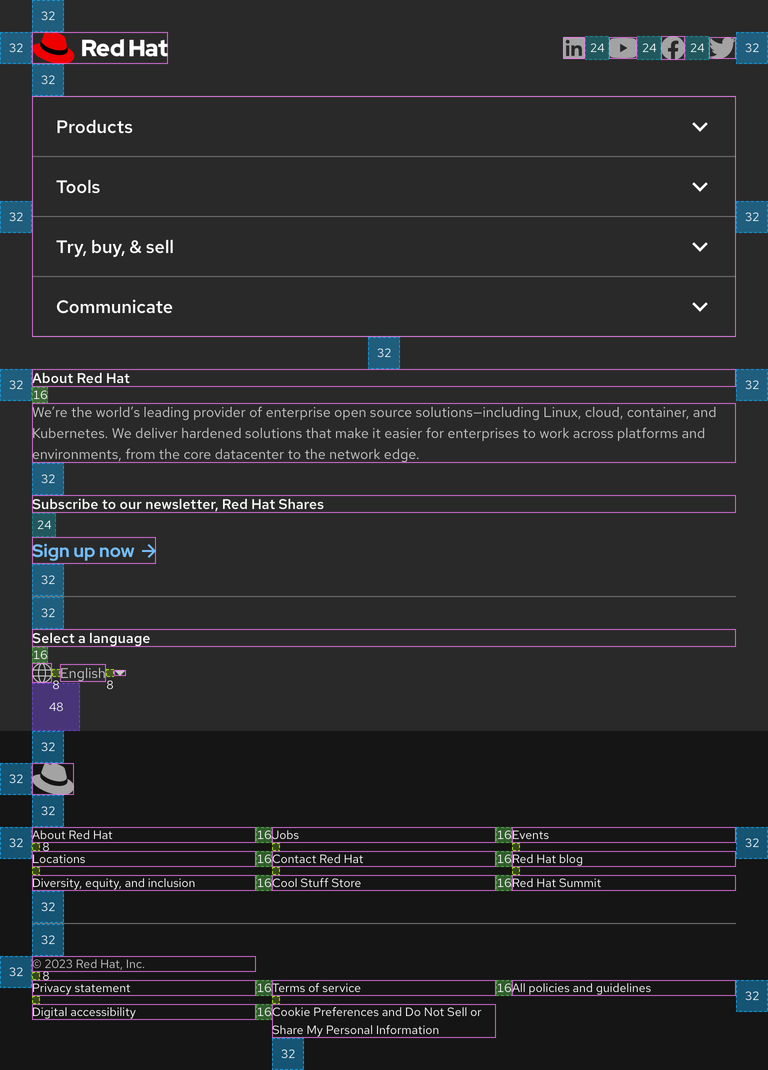 32
32 Red Hat 24 24 24 32
32
Products
Tools
32 Try, buy, & sell 32
Communicate
32
32 About Red Hat 32
16
We’re the world’s leading provider of enterprise open source solutions—including Linux, cloud, container, and
Kubernetes. We deliver hardened solutions that make it easier for enterprises to work across platforms and
environments, from the core datacenter to the network edge.
32
Subscribe to our newsletter, Red Hat Shares
24
Sign up now
32
32
Select a language
16
English
8 8
48
32
32
32
About Red Hat 16 Jobs 16 Events
32 8 32
Locations 16 Contact Red Hat 16 Red Hat blog
Diversity, equity, and inclusion 16 Cool Stuff Store 16 Red Hat Summit
32
32
© 2023 Red Hat, Inc.
32 8
Privacy statement 16 Terms of service 16 All policies and guidelines
32
Digital accessibility 16 Cookie Preferences and Do Not Sell or
Share My Personal Information
32